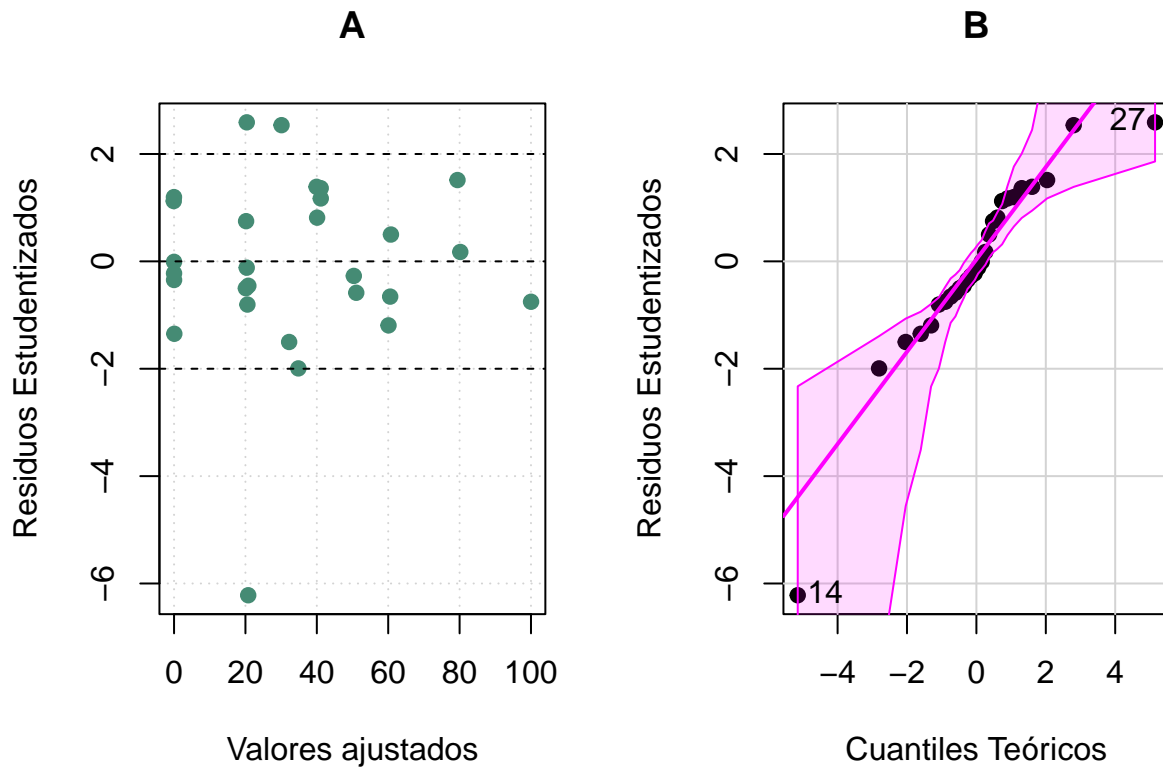 A
Residuos Estudentizados
2
0
−2
−4
−6
0 20 40 60 80 100
Valores ajustados
B
Residuos Estudentizados
2
0
−2
−4
−6
27
14
−4 −2 0 2 4
Cuantiles Teóricos